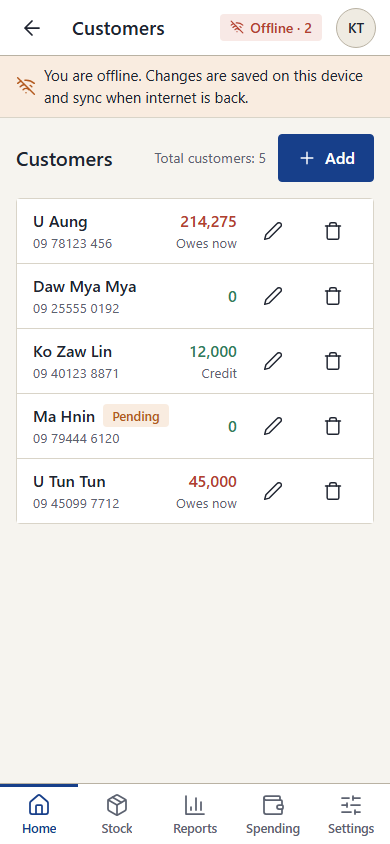 Customers
Offline · 2
KT
You are offline. Changes are saved on this device
and sync when internet is back.
Customers
Total customers: 5
Add
U Aung
214,275
09 78123 456
Owes now
Daw Mya Mya
0
09 25555 0192
Ko Zaw Lin
12,000
09 40123 8871
Credit
Ma Hnin
Pending
0
09 79444 6120
U Tun Tun
45,000
09 45099 7712
Owes now
Home
Stock
Reports
Spending
Settings